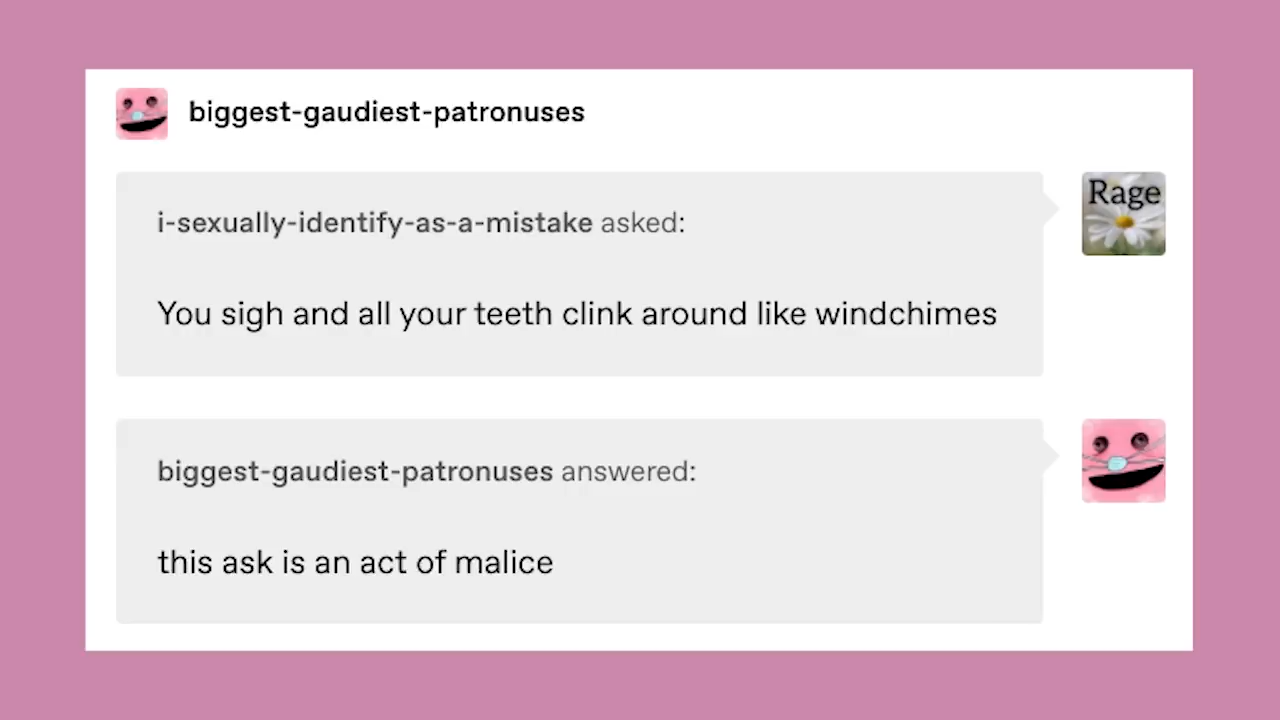 biggest-gaudiest-patronuses
i-sexually-identify-as-a-mistake asked:
Rage
You sigh and all your teeth clink around like windchimes
biggest-gaudiest-patronuses answered:
this ask is an act of malice